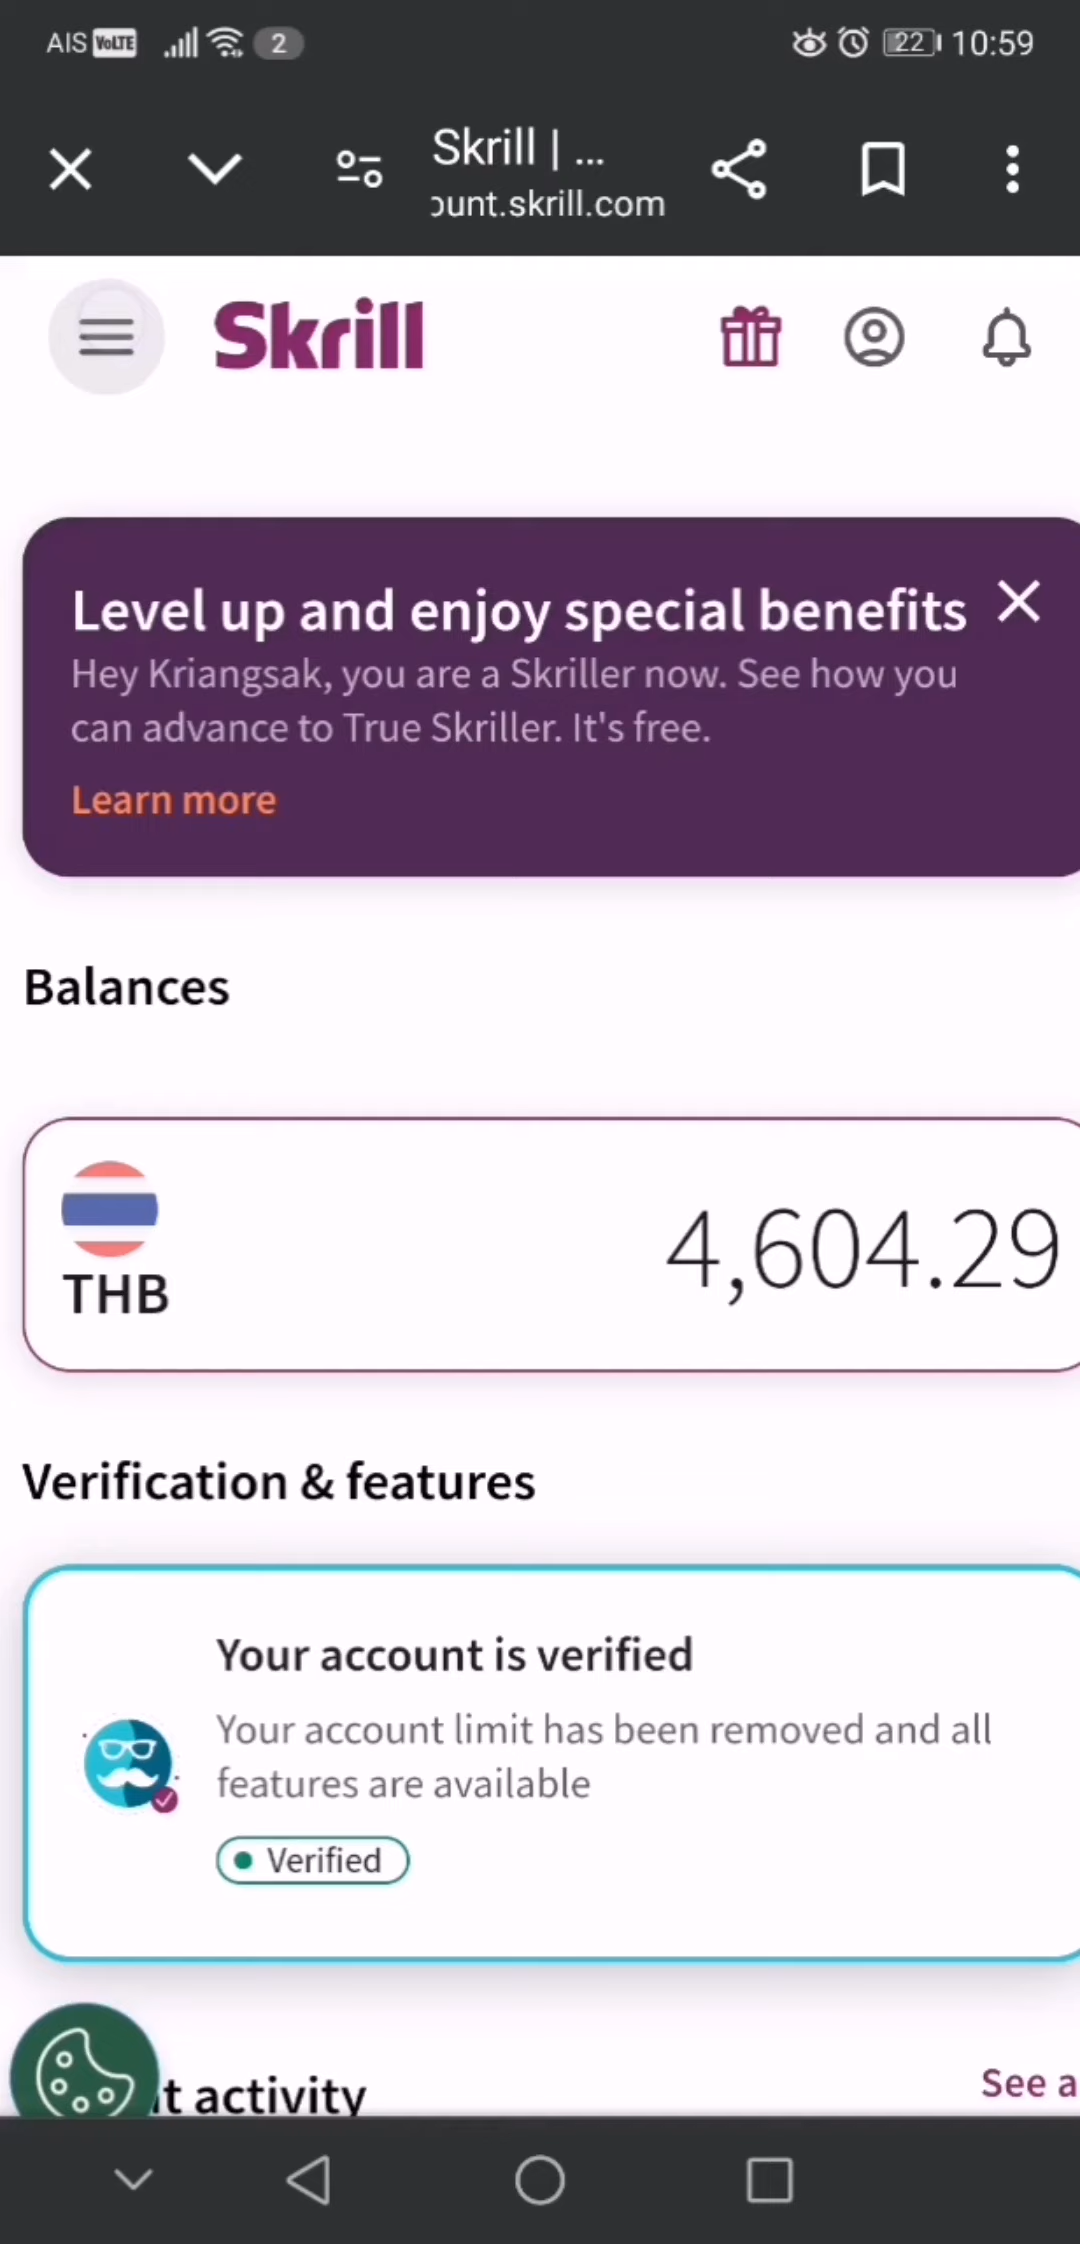 AIS VoLTE 2 22 10:59
Skrill | ...
ount.skrill.com
Skrill
Level up and enjoy special benefits
Hey Kriangsak, you are a Skriller now. See how you
can advance to True Skriller. It's free.
Learn more
Balances
THB
4,604.29
Verification & features
Your account is verified
Your account limit has been removed and all
features are available
Verified
t activity
See a